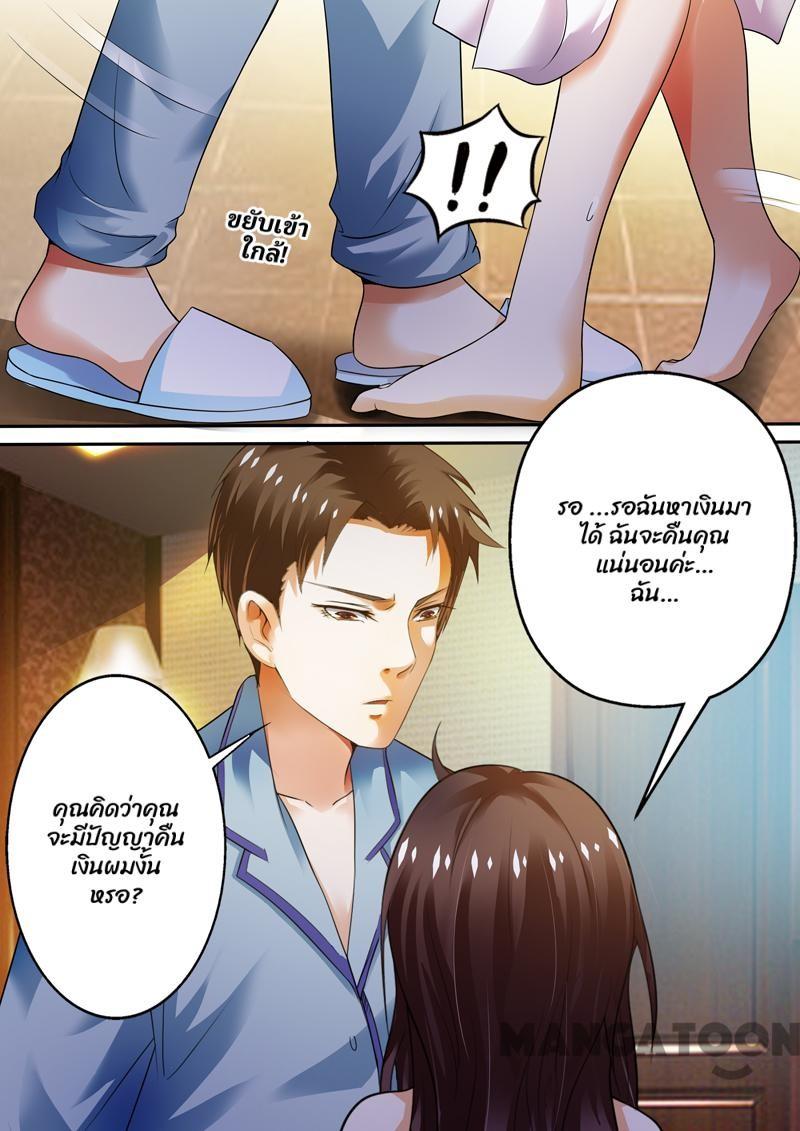 !!
ขยับเข้า
ใกล้!
รอ ...รอฉันหาเงินมา
ได้ ฉันจะคืนคุณ
แน่นอนค่ะ...
ฉัน...
คุณคิดว่าคุณ
จะมีปัญญาคืน
เงินผมงั้น
หรอ?
MANGATOON